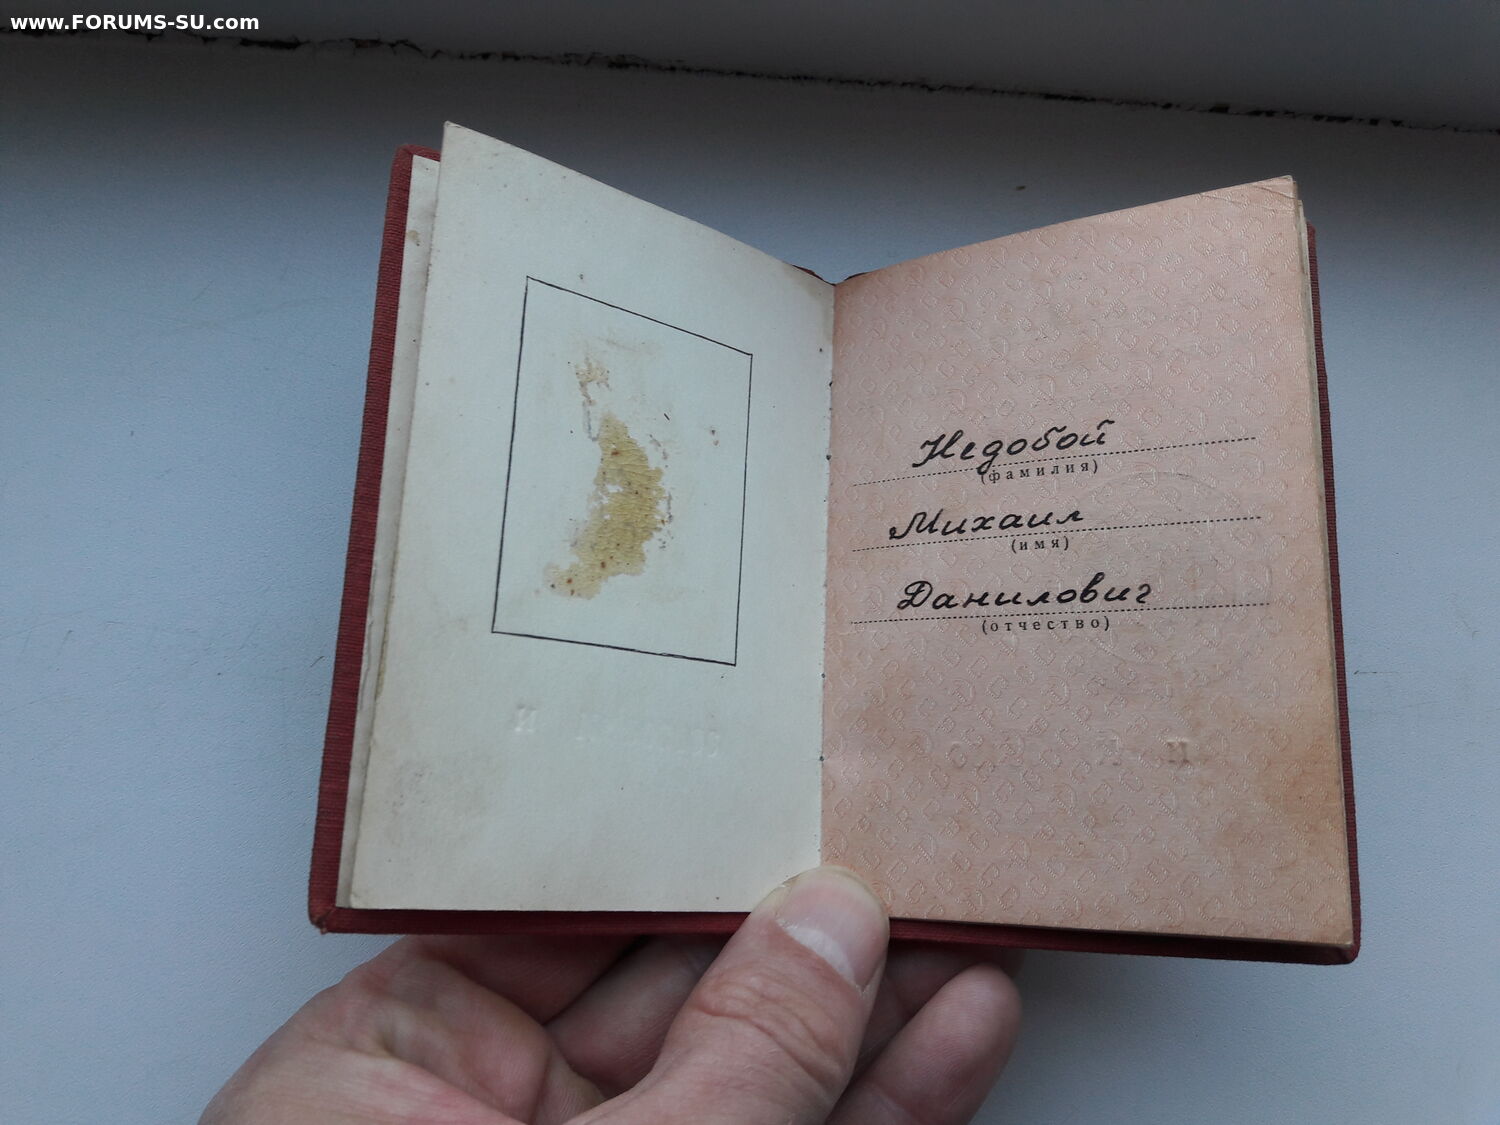 www.FORUMS-SU.com
Недобой
(фамилия)
Михаил
(имя)
Данилович
(отчество)